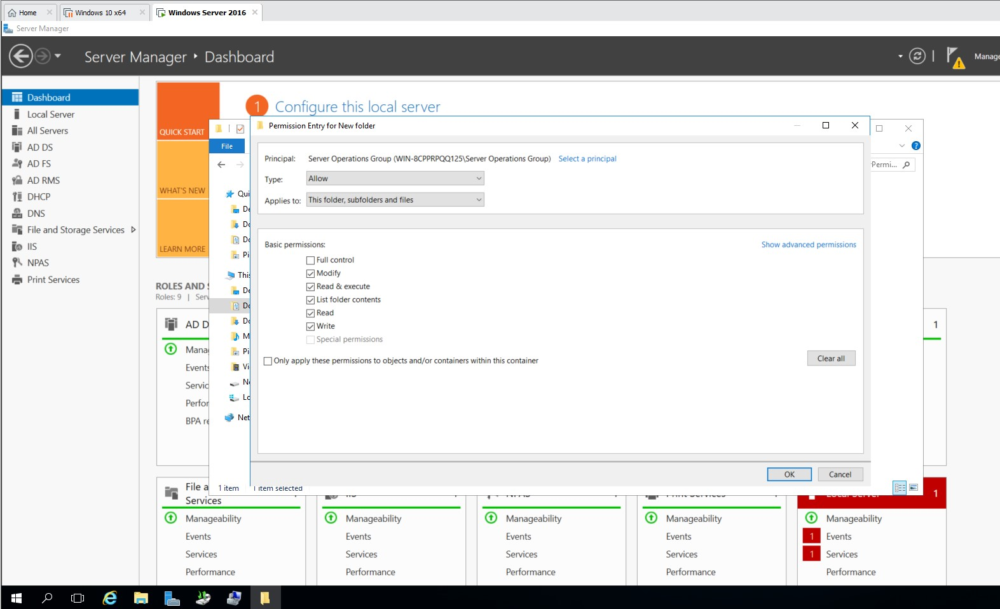 Home
Windows 10 x64
Windows Server 2016
Server Manager
Server Manager
Dashboard
Manage
Dashboard
Local Server
All Servers
AD DS
AD FS
AD RMS
DHCP
DNS
File and Storage Services
IIS
NPAS
Print Services
1 Configure this local server
QUICK START
WHAT'S NEW
LEARN MORE
File
Permission Entry for New folder
Principal: Server Operations Group (WIN-8CPPRPQQ125\Server Operations Group) Select a principal
Type: Allow
Applies to: This folder, subfolders and files
Basic permissions: Show advanced permissions
Full control
Modify
Read & execute
List folder contents
Read
Write
Special permissions
Only apply these permissions to objects and/or containers within this container
Clear all
OK
Cancel
Permi...
Qui
De
Do
Do
Pi
This
De
Do
Do
M
Pi
Vi
Ne
Lo
Net
1 item 1 item selected
ROLES AND
Roles: 9 | Serv
AD D
Mana
Events
Servic
Perfor
BPA re
1
File a
Services
Manageability
Events
Services
Performance
Manageability
Events
Services
Performance
NPAS
Manageability
Events
Services
Performance
Print Services
Manageability
Events
Services
Performance
Local Server 1
Manageability
1 Events
1 Services
Performance